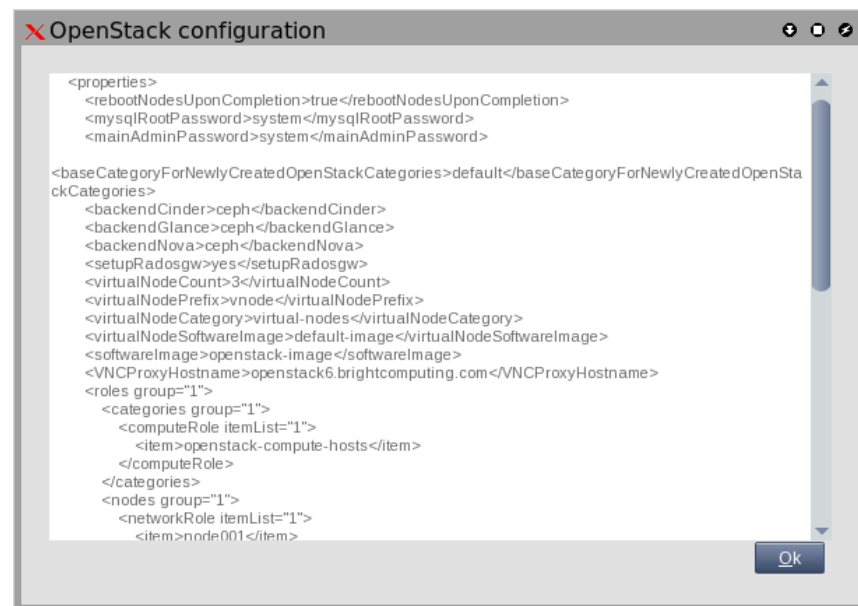 OpenStack configuration
<properties>
<rebootNodesUponCompletion>true</rebootNodesUponCompletion>
<mysqlRootPassword>system</mysqlRootPassword>
<mainAdminPassword>system</mainAdminPassword>
<baseCategoryForNewlyCreatedOpenStackCategories>default</baseCategoryForNewlyCreatedOpenSta
ckCategories>
<backendCinder>ceph</backendCinder>
<backendGlance>ceph</backendGlance>
<backendNova>ceph</backendNova>
<setupRadosgw>yes</setupRadosgw>
<virtualNodeCount>3</virtualNodeCount>
<virtualNodePrefix>vnode</virtualNodePrefix>
<virtualNodeCategory>virtual-nodes</virtualNodeCategory>
<virtualNodeSoftwareImage>default-image</virtualNodeSoftwareImage>
<softwareImage>openstack-image</softwareImage>
<VNCProxyHostname>openstack6.brightcomputing.com</VNCProxyHostname>
<roles group="1">
<categories group="1">
<computeRole itemList="1">
<item>openstack-compute-hosts</item>
</computeRole>
</categories>
<nodes group="1">
<networkRole itemList="1">
<item>node001</item>
Ok